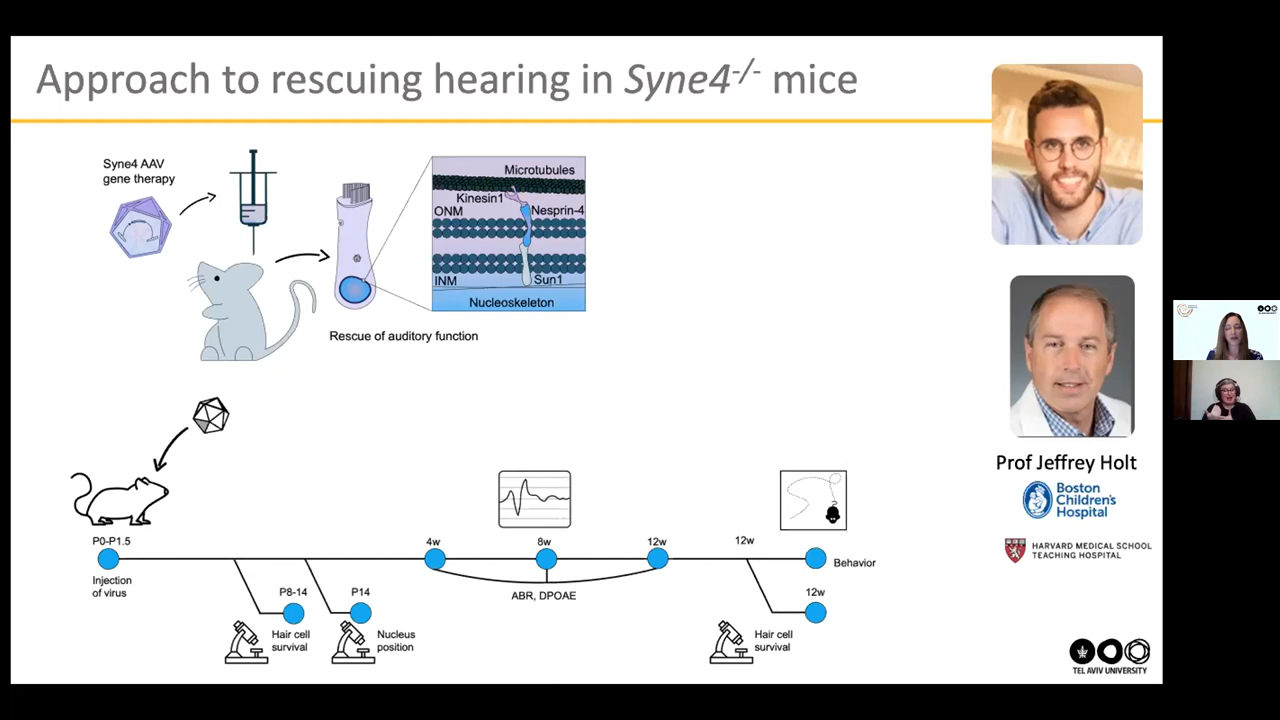 Approach to rescuing hearing in Syne4-/- mice
Syne4 AAV
gene therapy
Microtubules
Kinesin1
ONM
Nesprin-4
INM
Sun1
Nucleoskeleton
Rescue of auditory function
Prof Jeffrey Holt
Boston
Children's
Hospital
HARVARD MEDICAL SCHOOL
TEACHING HOSPITAL
P0-P1.5
4w
8w
12w
12w
Injection
of virus
Behavior
ABR, DPOAE
P8-14
P14
12w
Hair cell
survival
Nucleus
position
Hair cell
survival
TEL AVIV UNIVERSITY